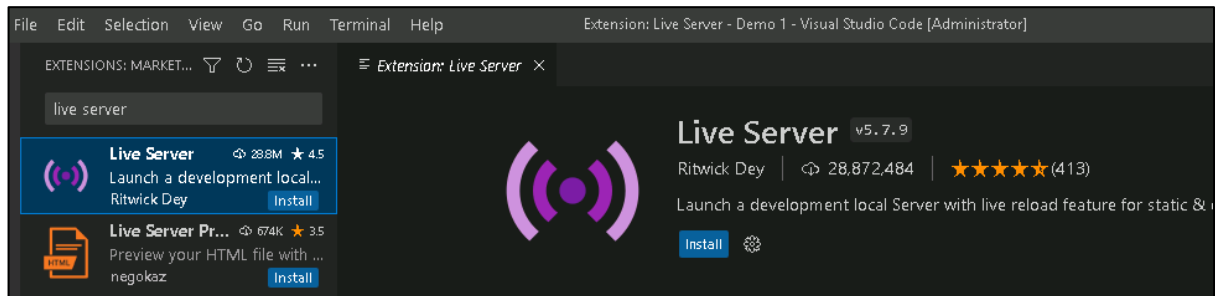 File Edit Selection View Go Run Terminal Help Extension: Live Server - Demo 1 - Visual Studio Code [Administrator]
EXTENSIONS: MARKET...
live server
Live Server 28.8M ★ 4.5
Launch a development local...
Ritwick Dey Install
Live Server Pr... 674K ★ 3.5
Preview your HTML file with ...
negokaz Install
HTML
Extension: Live Server ×
Live Server v5.7.9
Ritwick Dey 28,872,484 ★★★★★(413)
Launch a development local Server with live reload feature for static &
Install